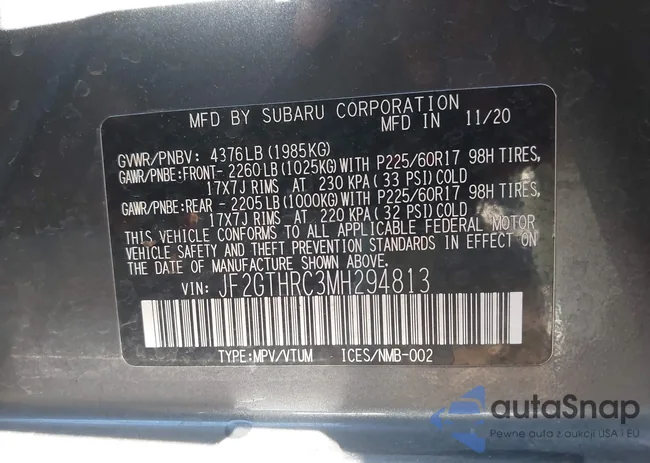 MFD BY SUBARU CORPORATION
MFD IN 11/20
GVWR/PNBV: 4376LB(1985KG)
GAWR/PNBE:FRONT- 2260LB(1025KG)WITH P225/60R17 98H TIRES,
17X7J RIMS AT 230 KPA(33 PSI)COLD
GAWR/PNBE:REAR - 2205LB(1000KG)WITH P225/60R17 98H TIRES,
17X7J RIMS AT 220 KPA(32 PSI)COLD
THIS VEHICLE CONFORMS TO ALL APPLICABLE FEDERAL MOTOR
VEHICLE SAFETY AND THEFT PREVENTION STANDARDS IN EFFECT ON
THE DATE OF MANUFACTURE SHOWN ABOVE.
VIN: JF2GTHRC3MH294813
TYPE:MPV/VTUM ICES/NMB-002
autaSnap
Pewne auta z aukcji USA i EU